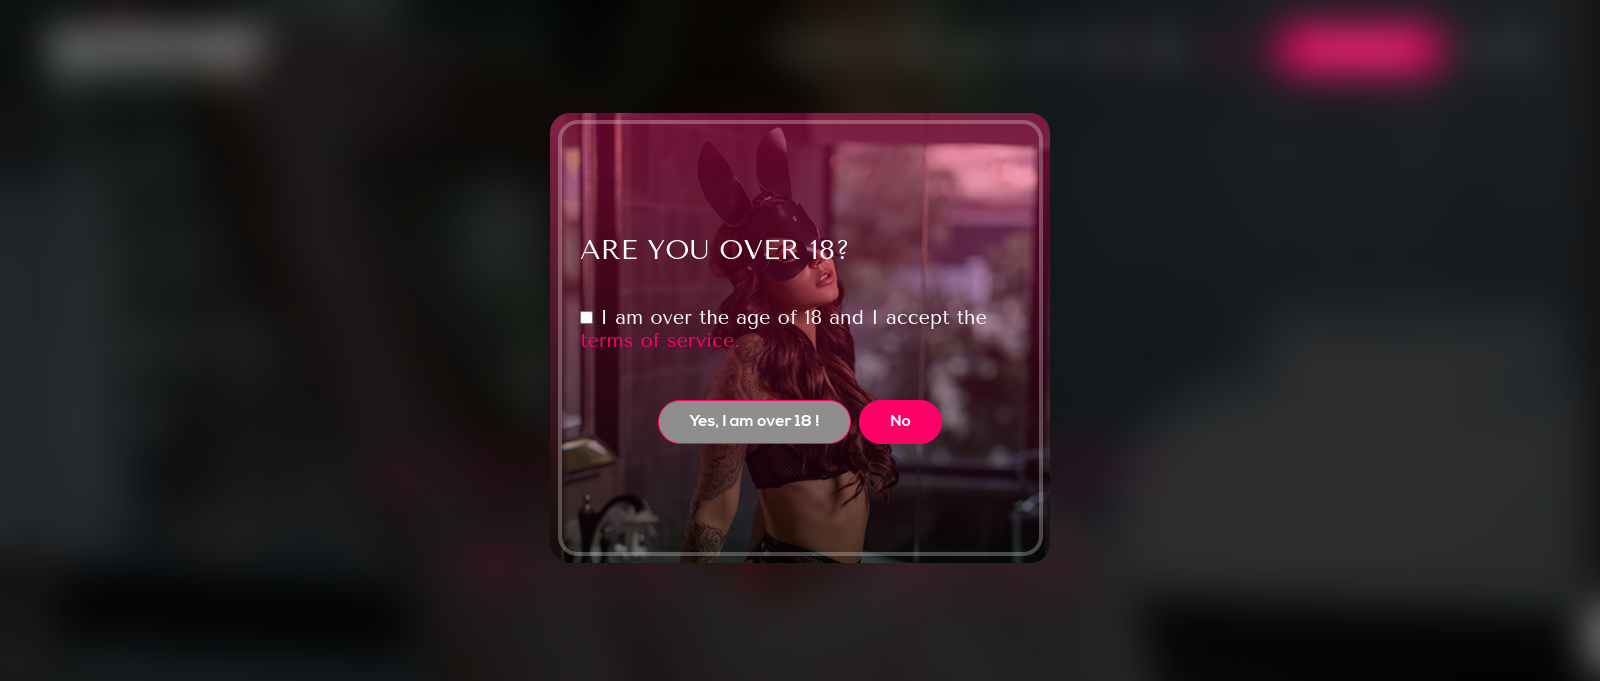 ARE YOU OVER 18?
I am over the age of 18 and I accept the
terms of service.
Yes, I am over 18 !
No